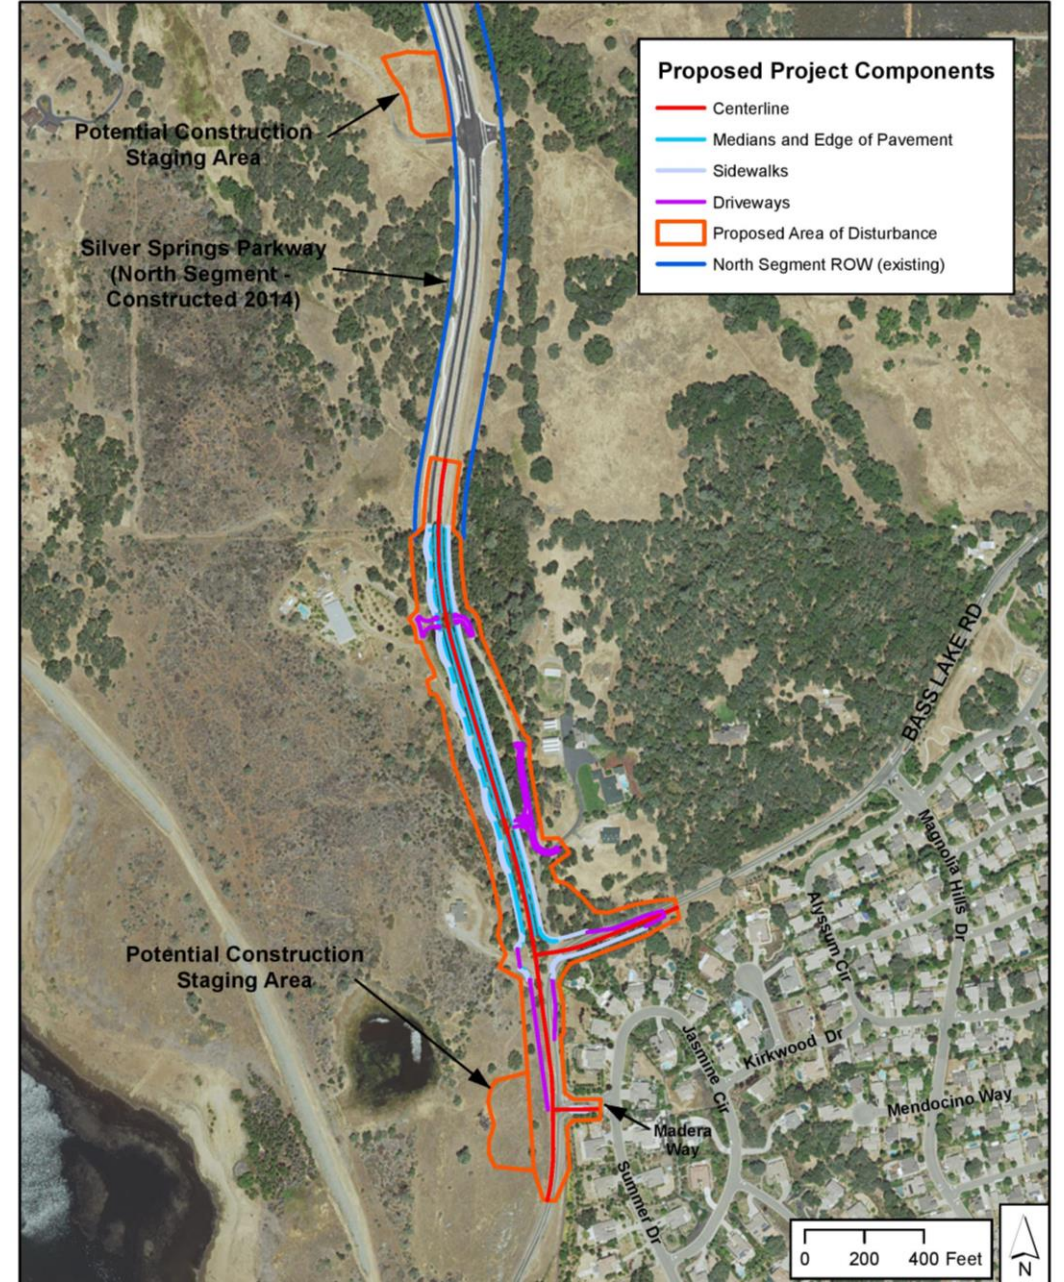 Proposed Project Components
Centerline
Medians and Edge of Pavement
Sidewalks
Driveways
Proposed Area of Disturbance
North Segment ROW (existing)
Potential Construction
Staging Area
Silver Springs Parkway
(North Segment -
Constructed 2014)
BASS LAKE RD
Magnolia Hills Dr
Alyssum Cir
Potential Construction
Staging Area
Jasmine Cir
Kirkwood Dr
Mendocino Way
Madera
Way
Summer Dr
0 200 400 Feet
N